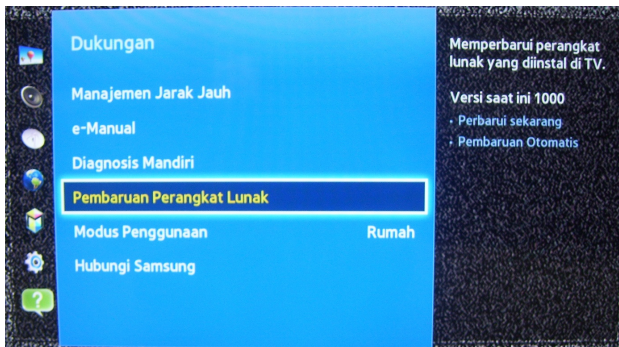 Dukungan
Manajemen Jarak Jauh
e-Manual
Diagnosis Mandiri
Pembaruan Perangkat Lunak
Modus Penggunaan Rumah
Hubungi Samsung
Memperbarui perangkat
lunak yang diinstal di TV.
Versi saat ini 1000
• Perbarui sekarang
• Pembaruan Otomatis
?